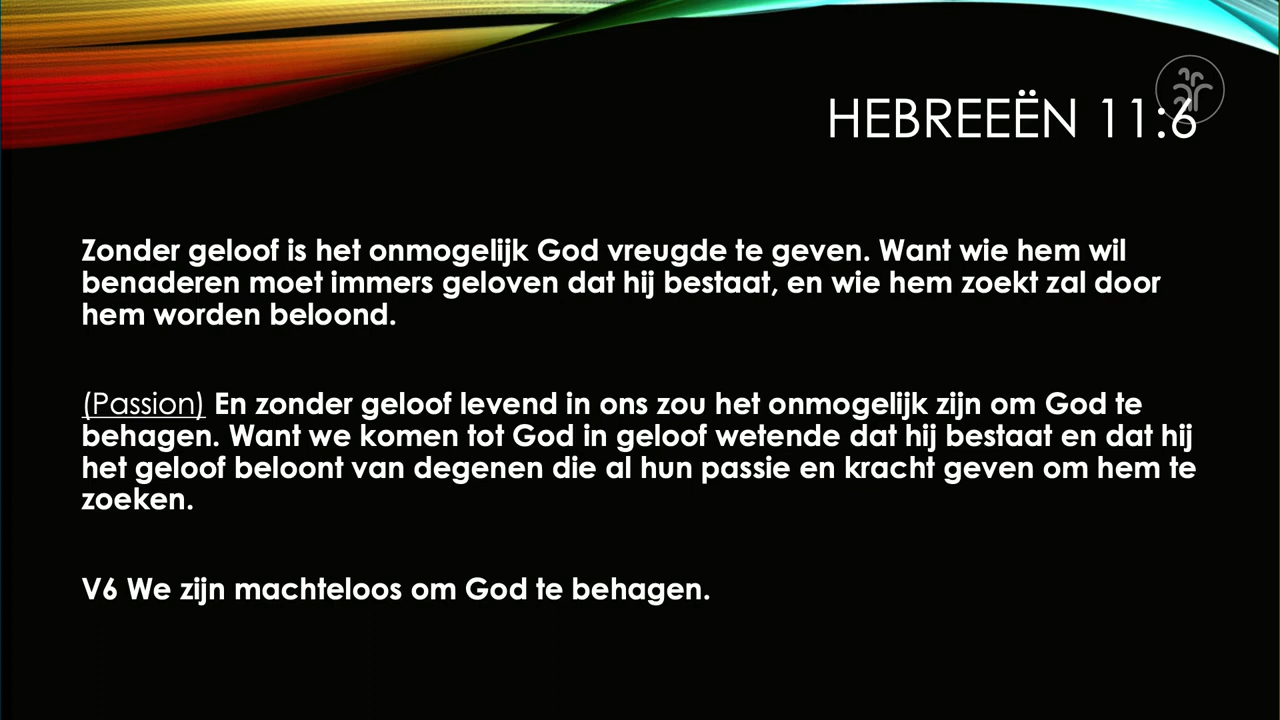 HEBREEËN 11:6
Zonder geloof is het onmogelijk God vreugde te geven. Want wie hem wil
benaderen moet immers geloven dat hij bestaat, en wie hem zoekt zal door
hem worden beloond.
(Passion) En zonder geloof levend in ons zou het onmogelijk zijn om God te
behagen. Want we komen tot God in geloof wetende dat hij bestaat en dat hij
het geloof beloont van degenen die al hun passie en kracht geven om hem te
zoeken.
V6 We zijn machteloos om God te behagen.